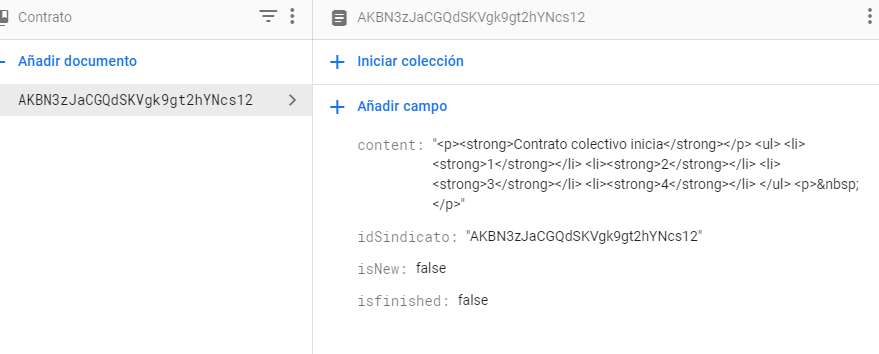 Contrato
AKBN3zJaCGQdSKVgk9gt2hYNcs12
Añadir documento
Iniciar colección
AKBN3zJaCGQdSKVgk9gt2hYNcs12
Añadir campo
content: "<p><strong>Contrato colectivo inicia</strong></p> <ul> <li>
<strong>1</strong></li> <li><strong>2</strong></li> <li>
<strong>3</strong></li> <li><strong>4</strong></li> </ul> <p>&nbsp;
</p>"
idSindicato: "AKBN3zJaCGQdSKVgk9gt2hYNcs12"
isNew: false
isfinished: false